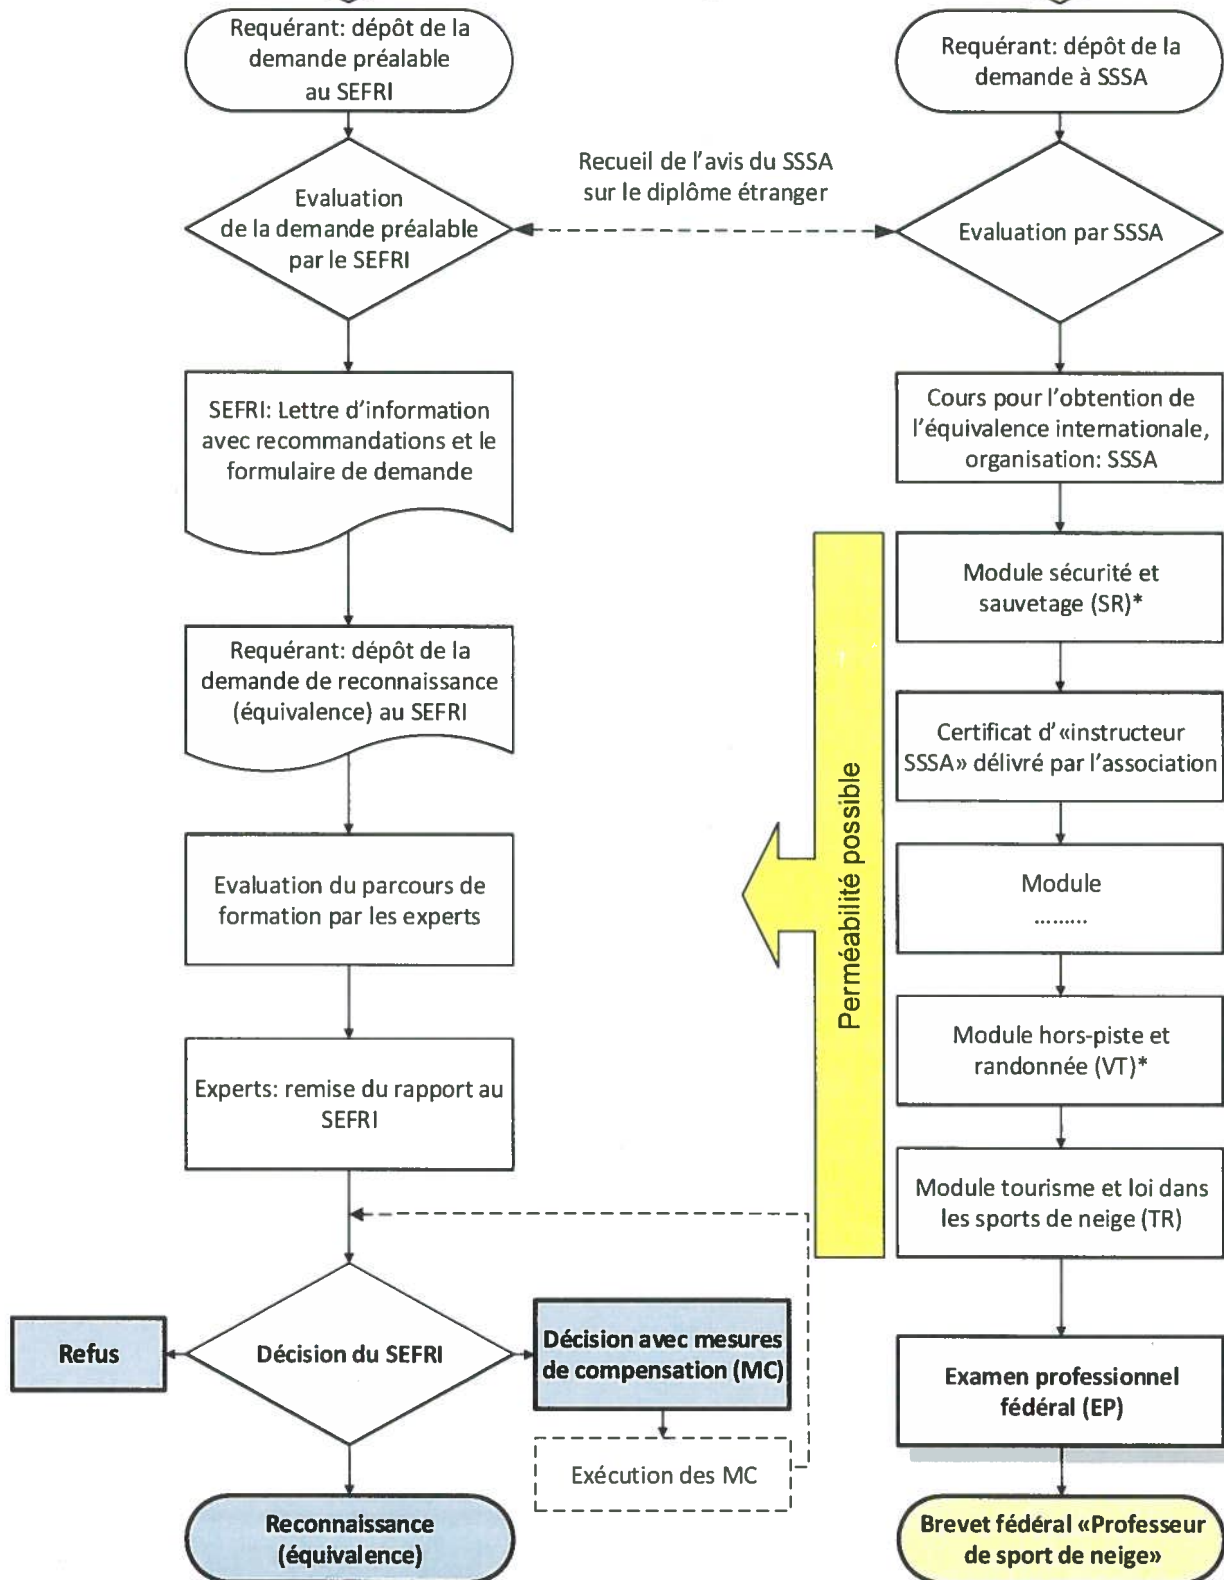 Requérant: dépôt de la
demande préalable
au SEFRI
Requérant: dépôt de la
demande à SSSA
Evaluation
de la demande préalable
par le SEFRI
Recueil de l'avis du SSSA
sur le diplôme étranger
Evaluation par SSSA
SEFRI: Lettre d'information
avec recommandations et le
formulaire de demande
Cours pour l'obtention de
l'équivalence internationale,
organisation: SSSA
Module sécurité et
sauvetage (SR)*
Requérant: dépôt de la
demande de reconnaissance
(équivalence) au SEFRI
Certificat d'«instructeur
SSSA» délivré par l'association
Perméabilité possible
Evaluation du parcours de
formation par les experts
Module
.........
Experts: remise du rapport au
SEFRI
Module hors-piste et
randonnée (VT)*
Module tourisme et loi dans
les sports de neige (TR)
Refus
Décision du SEFRI
Décision avec mesures
de compensation (MC)
Exécution des MC
Examen professionnel
fédéral (EP)
Reconnaissance
(équivalence)
Brevet fédéral «Professeur
de sport de neige»